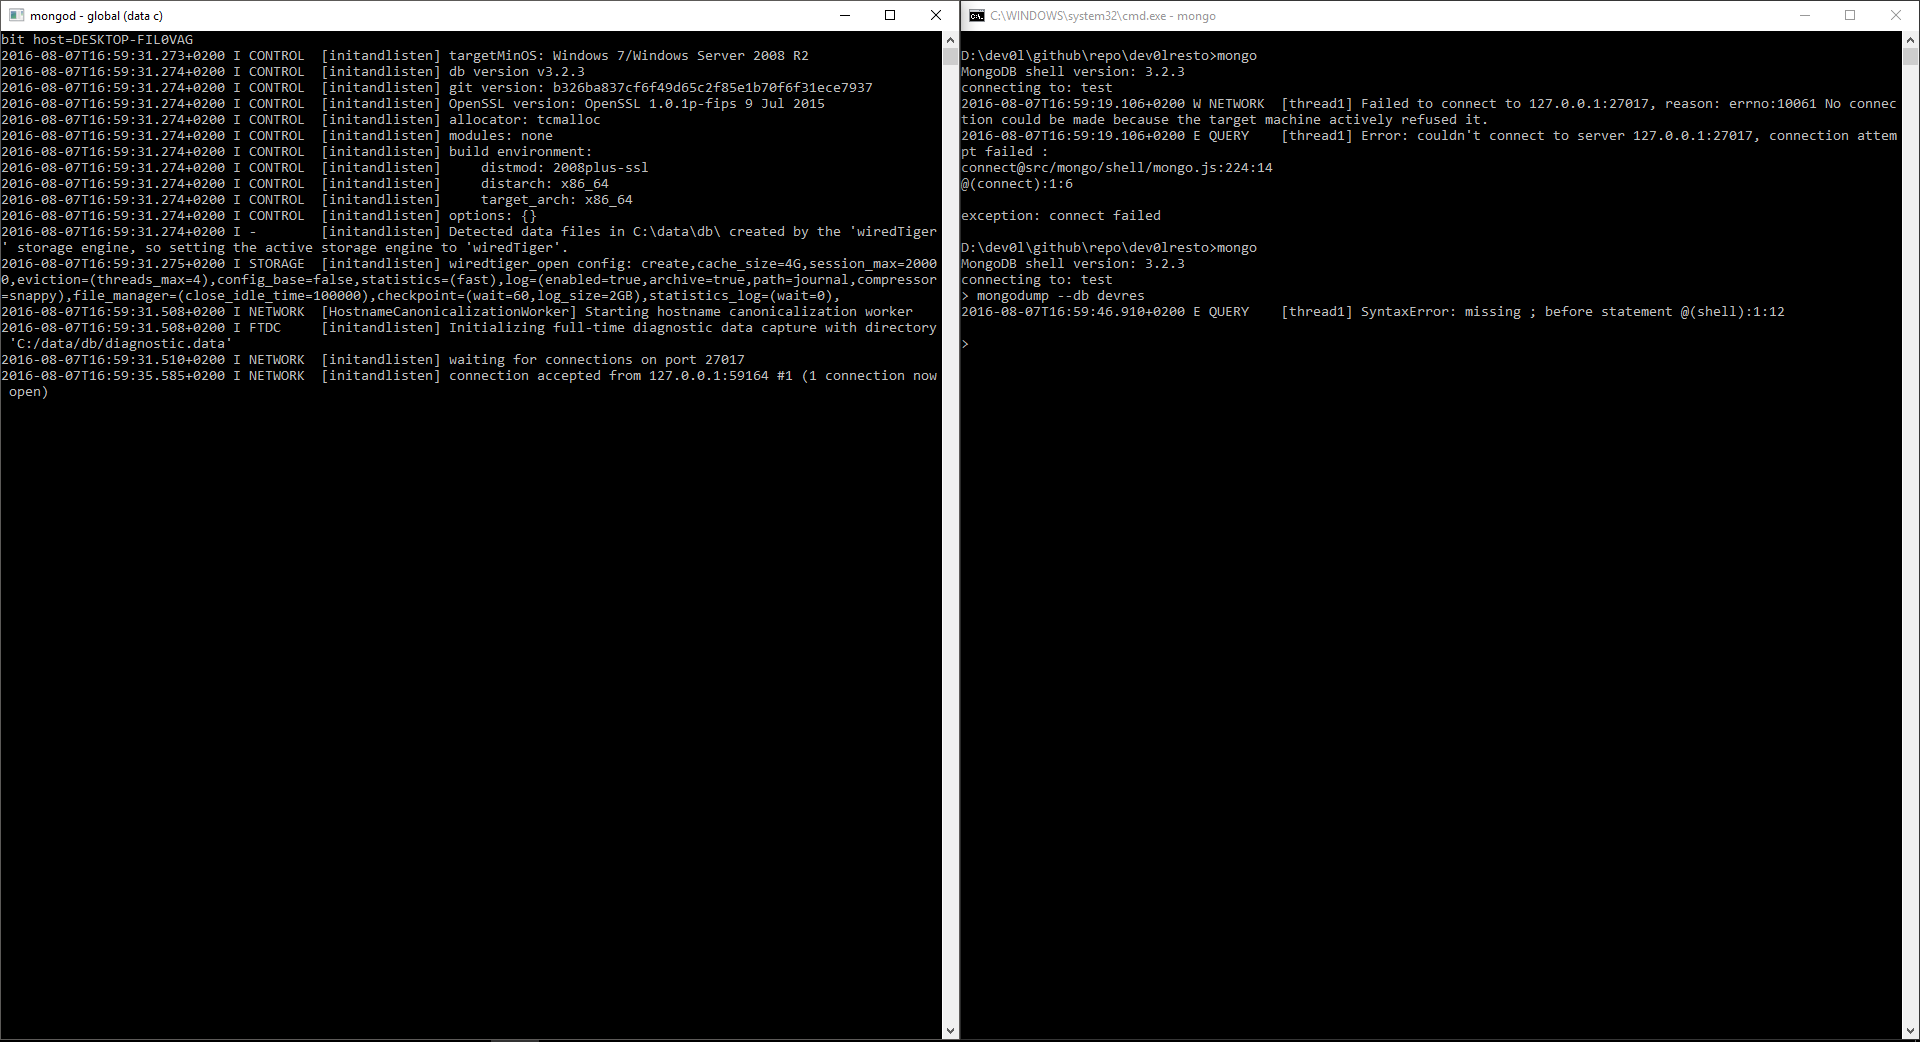 mongod - global (data c)
bit host=DESKTOP-FIL0VAG
2016-08-07T16:59:31.273+0200 I CONTROL  [initandlisten] targetMinOS: Windows 7/Windows Server 2008 R2
2016-08-07T16:59:31.274+0200 I CONTROL  [initandlisten] db version v3.2.3
2016-08-07T16:59:31.274+0200 I CONTROL  [initandlisten] git version: b326ba837cf6f49d65c2f85e1b70f6f31ece7937
2016-08-07T16:59:31.274+0200 I CONTROL  [initandlisten] OpenSSL version: OpenSSL 1.0.1p-fips 9 Jul 2015
2016-08-07T16:59:31.274+0200 I CONTROL  [initandlisten] allocator: tcmalloc
2016-08-07T16:59:31.274+0200 I CONTROL  [initandlisten] modules: none
2016-08-07T16:59:31.274+0200 I CONTROL  [initandlisten] build environment:
2016-08-07T16:59:31.274+0200 I CONTROL  [initandlisten]     distmod: 2008plus-ssl
2016-08-07T16:59:31.274+0200 I CONTROL  [initandlisten]     distarch: x86_64
2016-08-07T16:59:31.274+0200 I CONTROL  [initandlisten]     target_arch: x86_64
2016-08-07T16:59:31.274+0200 I CONTROL  [initandlisten] options: {}
2016-08-07T16:59:31.274+0200 I -        [initandlisten] Detected data files in C:\data\db\ created by the 'wiredTiger
' storage engine, so setting the active storage engine to 'wiredTiger'.
2016-08-07T16:59:31.275+0200 I STORAGE  [initandlisten] wiredtiger_open config: create,cache_size=4G,session_max=2000
0,eviction=(threads_max=4),config_base=false,statistics=(fast),log=(enabled=true,archive=true,path=journal,compressor
=snappy),file_manager=(close_idle_time=100000),checkpoint=(wait=60,log_size=2GB),statistics_log=(wait=0),
2016-08-07T16:59:31.508+0200 I NETWORK  [HostnameCanonicalizationWorker] Starting hostname canonicalization worker
2016-08-07T16:59:31.508+0200 I FTDC     [initandlisten] Initializing full-time diagnostic data capture with directory
 'C:/data/db/diagnostic.data'
2016-08-07T16:59:31.510+0200 I NETWORK  [initandlisten] waiting for connections on port 27017
2016-08-07T16:59:35.585+0200 I NETWORK  [initandlisten] connection accepted from 127.0.0.1:59164 #1 (1 connection now
 open)
C:\WINDOWS\system32\cmd.exe - mongo
D:\dev0l\github\repo\dev0lresto>mongo
MongoDB shell version: 3.2.3
connecting to: test
2016-08-07T16:59:19.106+0200 W NETWORK  [thread1] Failed to connect to 127.0.0.1:27017, reason: errno:10061 No connec
tion could be made because the target machine actively refused it.
2016-08-07T16:59:19.106+0200 E QUERY    [thread1] Error: couldn't connect to server 127.0.0.1:27017, connection attem
pt failed :
connect@src/mongo/shell/mongo.js:224:14
@(connect):1:6
exception: connect failed
D:\dev0l\github\repo\dev0lresto>mongo
MongoDB shell version: 3.2.3
connecting to: test
> mongodump --db devres
2016-08-07T16:59:46.910+0200 E QUERY    [thread1] SyntaxError: missing ; before statement @(shell):1:12
>